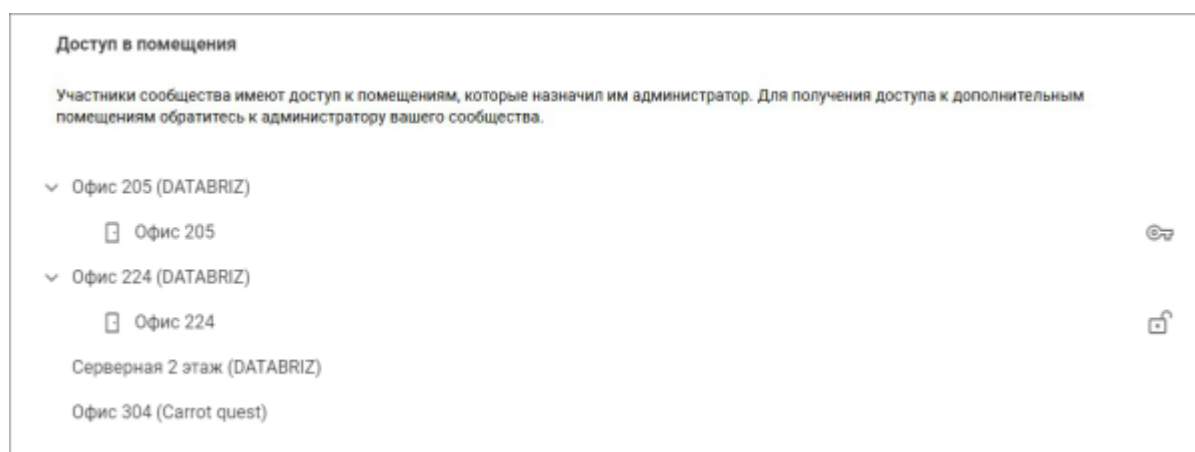 Доступ в помещения
Участники сообщества имеют доступ к помещениям, которые назначил им администратор. Для получения доступа к дополнительным
помещениям обратитесь к администратору вашего сообщества.
Офис 205 (DATABRIZ)
Офис 205
Офис 224 (DATABRIZ)
Офис 224
Серверная 2 этаж (DATABRIZ)
Офис 304 (Carrot quest)